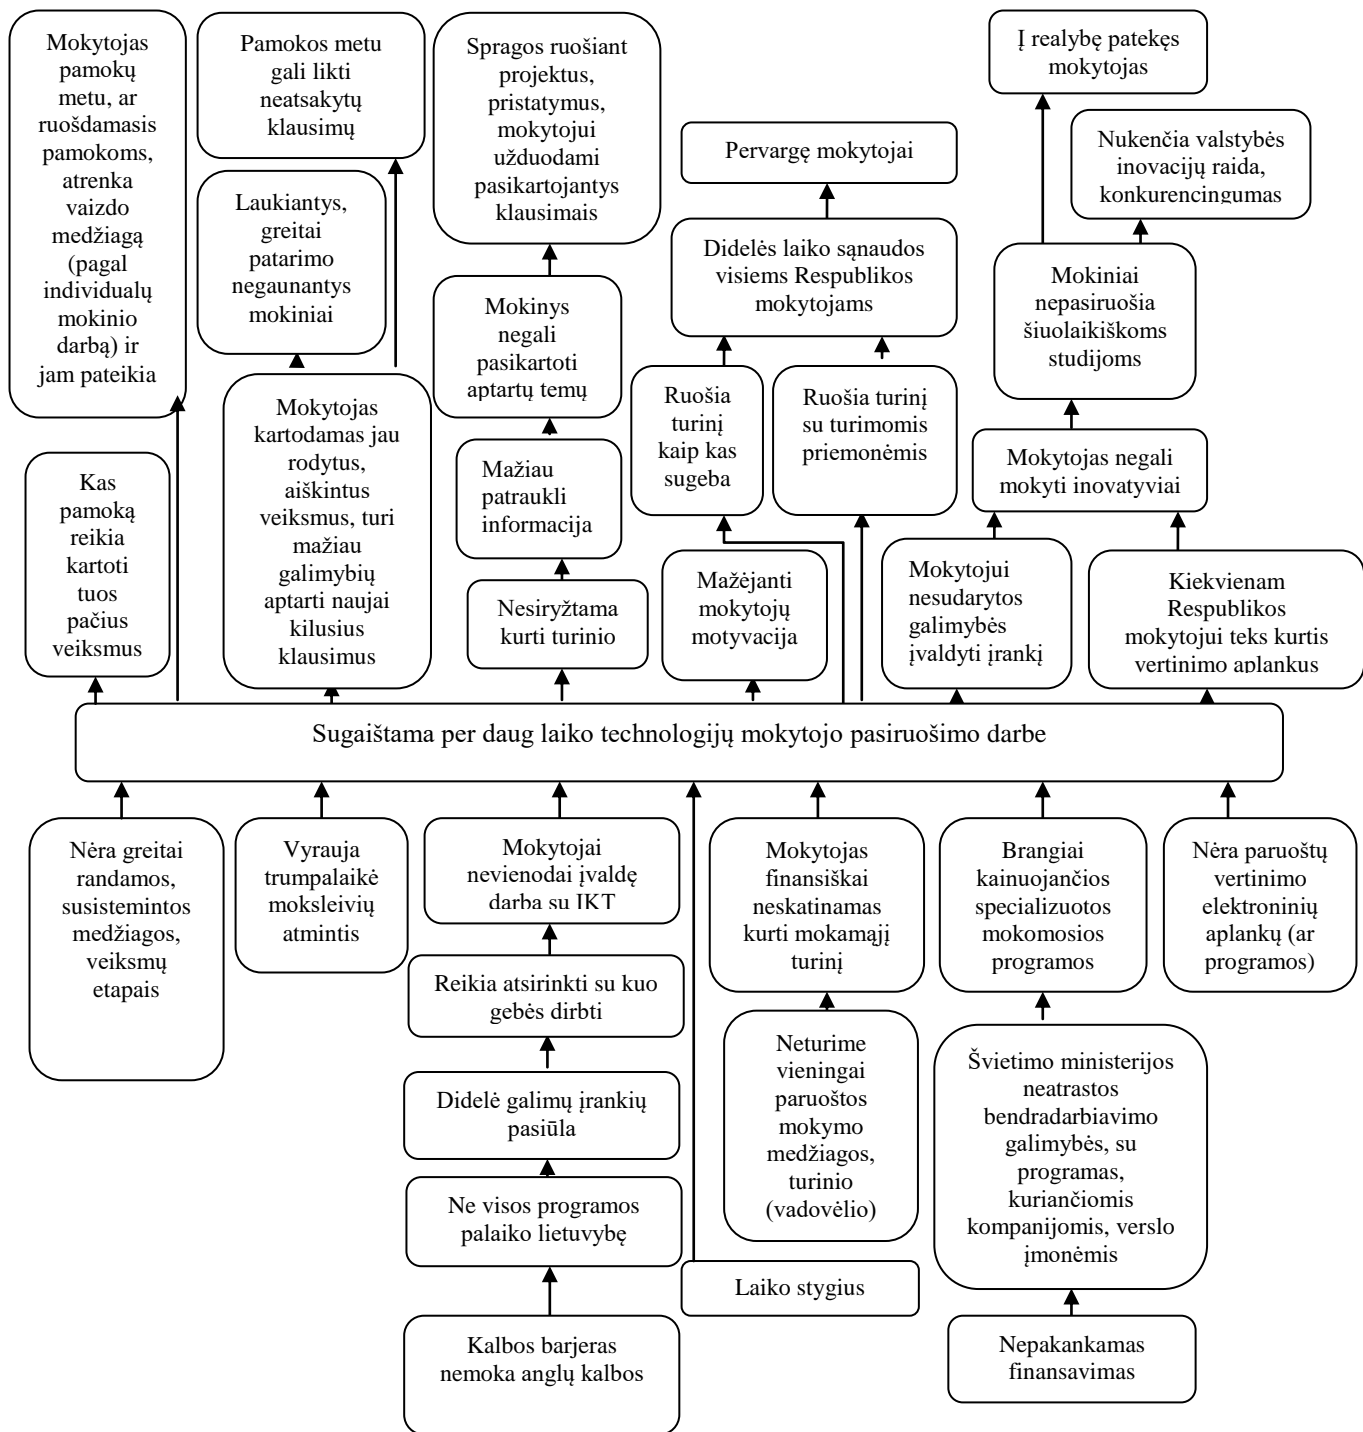 Mokytojas
pamokų
metu, ar
ruošdamasis
pamokoms,
atrenka
vaizdo
medžiagą
(pagal
individualų
mokinio
darbą) ir
jam pateikia
Pamokos metu
gali likti
neatsakytų
klausimų
Spragos ruošiant
projektus,
pristatymus,
mokytojui
užduodami
pasikartojantys
klausimais
Į realybę patekęs
mokytojas
Nukenčia valstybės
inovacijų raida,
konkurencingumas
Pervargę mokytojai
Laukiantys,
greitai
patarimo
negaunantys
mokiniai
Didelės laiko sąnaudos
visiems Respublikos
mokytojams
Mokiniai
nepasiruošia
šiuolaikiškoms
studijoms
Mokinys
negali
pasikartoti
aptartų temų
Mokytojas
kartodamas jau
rodytus,
aiškintus
veiksmus, turi
mažiau
galimybių
aptarti naujai
kilusius
klausimus
Ruošia
turinį
kaip kas
sugeba
Ruošia turinį
su turimomis
priemonėmis
Mokytojas negali
mokyti inovatyviai
Kas
pamoką
reikia
kartoti
tuos
pačius
veiksmus
Mažiau
patraukli
informacija
Nesiryžtama
kurti turinio
Mažėjanti
mokytojų
motyvacija
Mokytojui
nesudarytos
galimybės
įvaldyti įrankį
Kiekvienam
Respublikos
mokytojui teks kurtis
vertinimo aplankus
Sugaištama per daug laiko technologijų mokytojo pasiruošimo darbe
Nėra greitai
randamos,
susistemintos
medžiagos,
veiksmų
etapais
Vyrauja
trumpalaikė
moksleivių
atmintis
Mokytojai
nevienodai įvaldę
darba su IKT
Mokytojas
finansiškai
neskatinamas
kurti mokamąjį
turinį
Brangiai
kainuojančios
specializuotos
mokomosios
programos
Nėra paruoštų
vertinimo
elektroninių
aplankų (ar
programos)
Reikia atsirinkti su kuo
gebės dirbti
Didelė galimų įrankių
pasiūla
Ne visos programos
palaiko lietuvybę
Kalbos barjeras
nemoka anglų kalbos
Neturime
vieningai
paruoštos
mokymo
medžiagos,
turinio
(vadovėlio)
Švietimo ministerijos
neatrastos
bendradarbiavimo
galimybės, su
programas,
kuriančiomis
kompanijomis, verslo
įmonėmis
Laiko stygius
Nepakankamas
finansavimas